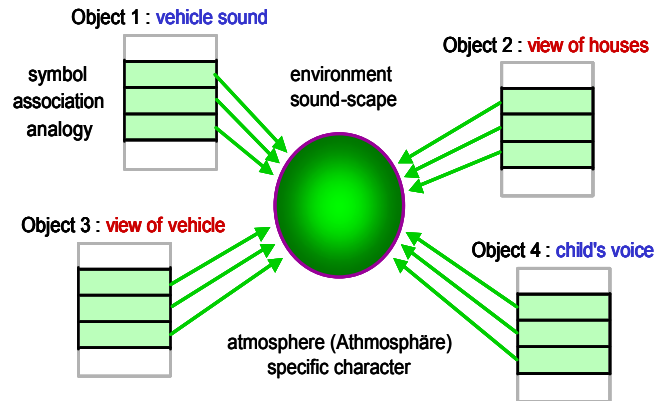 Object 1 : vehicle sound
symbol
association
analogy
environment
sound-scape
Object 2 : view of houses
Object 3 : view of vehicle
Object 4 : child's voice
atmosphere (Athmosphäre)
specific character